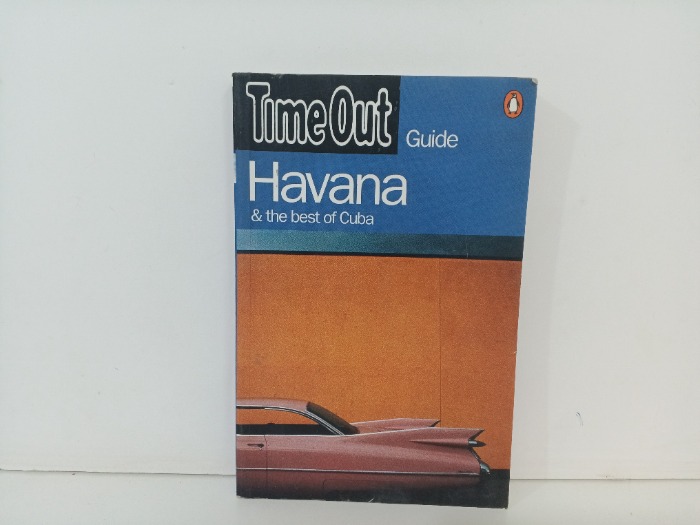 Time Out
Guide
Havana
& the best of Cuba